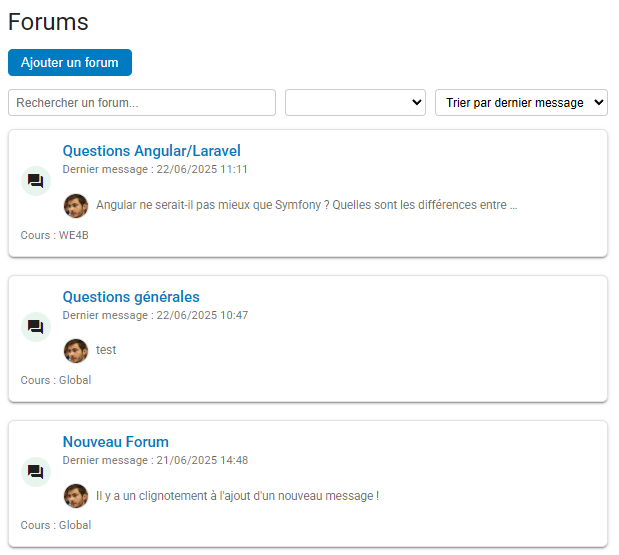 Forums
Ajouter un forum
Rechercher un forum...
Trier par dernier message
Questions Angular/Laravel
Dernier message : 22/06/2025 11:11
Angular ne serait-il pas mieux que Symfony ? Quelles sont les différences entre ...
Cours : WE4B
Questions générales
Dernier message : 22/06/2025 10:47
test
Cours : Global
Nouveau Forum
Dernier message : 21/06/2025 14:48
Il y a un clignotement à l'ajout d'un nouveau message !
Cours : Global